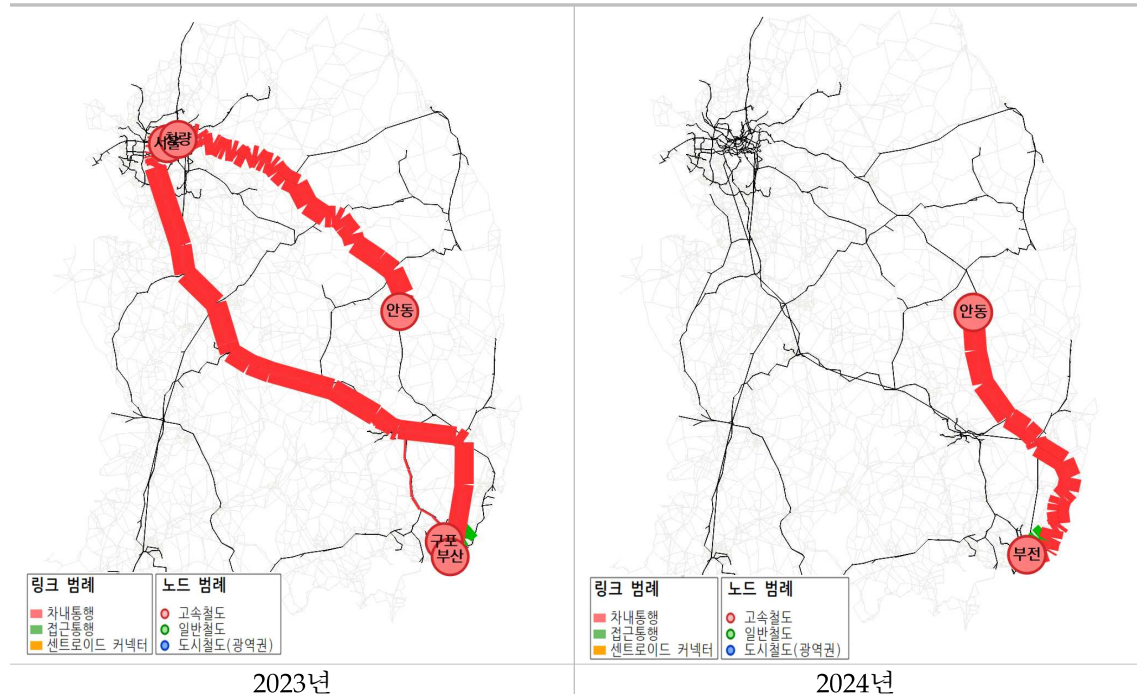 서울
청량
안동
구포
부산
링크 범례
차내통행
접근통행
센트로이드 커넥터
노드 범례
고속철도
일반철도
도시철도(광역권)
2023년
안동
부전
링크 범례
차내통행
접근통행
센트로이드 커넥터
노드 범례
고속철도
일반철도
도시철도(광역권)
2024년